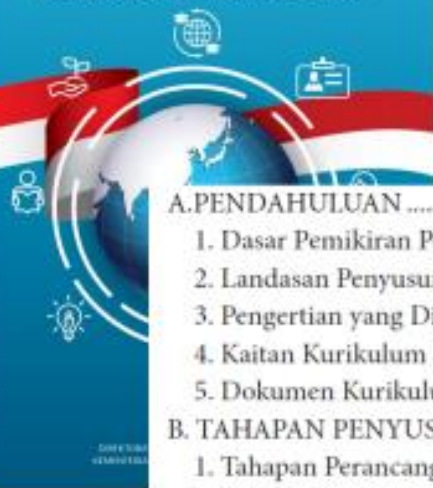 A.PENDAHULUAN .....
1. Dasar Pemikiran P
2. Landasan Penyusu
3. Pengertian yang Di
4. Kaitan Kurikulum
5. Dokumen Kurikulu
B. TAHAPAN PENYUS
1. Tahapan Perancang